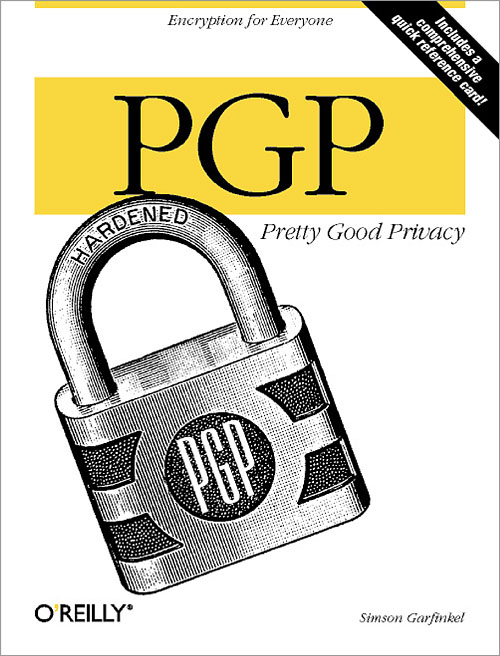 Encryption for Everyone
Includes a
comprehensive
quick reference card!
PGP
HARDENED
Pretty Good Privacy
PGP
O'REILLY®
Simson Garfinkel